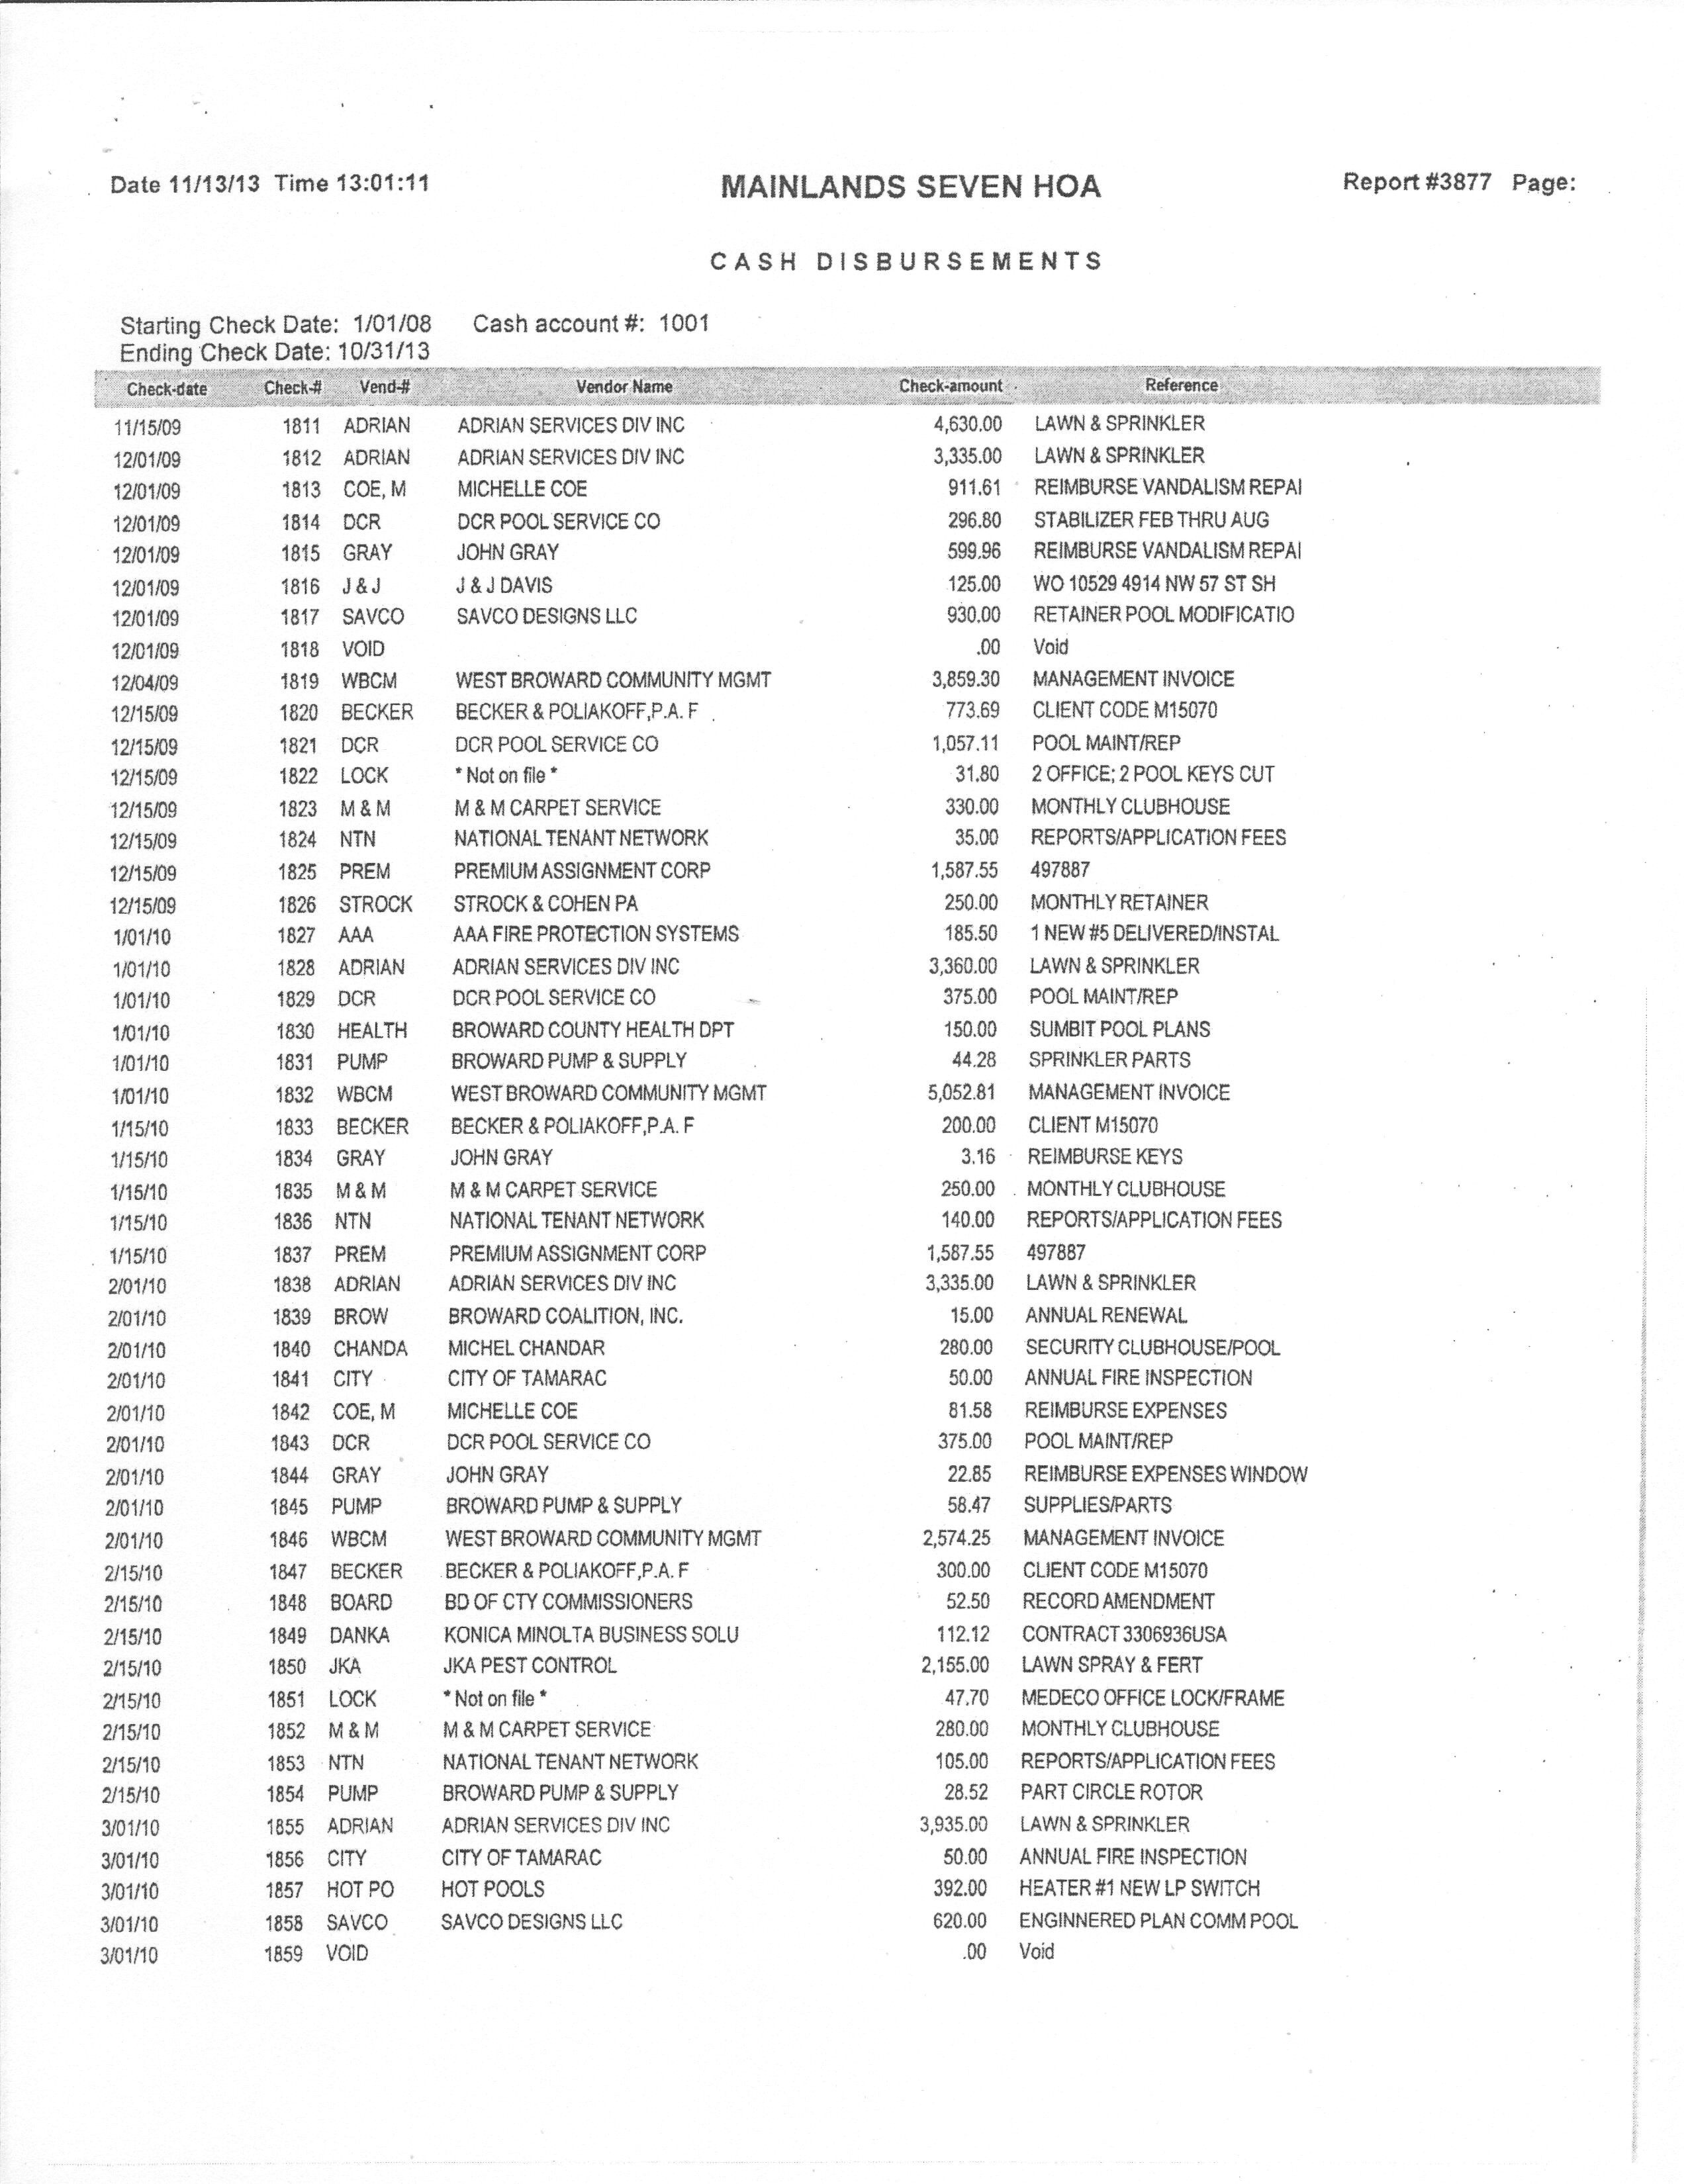 Date 11/13/13 Time 13:01:11 MAINLANDS SEVEN HOA Report #3877 Page:
CASH DISBURSEMENTS
Starting Check Date: 1/01/08 Cash account #: 1001
Ending Check Date: 10/31/13
Check-date Check-# Vend-# Vendor Name Check-amount Reference
11/15/09 1811 ADRIAN ADRIAN SERVICES DIV INC 4,630.00 LAWN & SPRINKLER
12/01/09 1812 ADRIAN ADRIAN SERVICES DIV INC 3,335.00 LAWN & SPRINKLER
12/01/09 1813 COE, M MICHELLE COE 911.61 REIMBURSE VANDALISM REPAI
12/01/09 1814 DCR DCR POOL SERVICE CO 296.80 STABILIZER FEB THRU AUG
12/01/09 1815 GRAY JOHN GRAY 599.96 REIMBURSE VANDALISM REPAI
12/01/09 1816 J & J J & J DAVIS 125.00 WO 10529 4914 NW 57 ST SH
12/01/09 1817 SAVCO SAVCO DESIGNS LLC 930.00 RETAINER POOL MODIFICATIO
12/01/09 1818 VOID .00 Void
12/04/09 1819 WBCM WEST BROWARD COMMUNITY MGMT 3,859.30 MANAGEMENT INVOICE
12/15/09 1820 BECKER BECKER & POLIAKOFF,P.A. F 773.69 CLIENT CODE M15070
12/15/09 1821 DCR DCR POOL SERVICE CO 1,057.11 POOL MAINT/REP
12/15/09 1822 LOCK * Not on file * 31.80 2 OFFICE; 2 POOL KEYS CUT
12/15/09 1823 M & M M & M CARPET SERVICE 330.00 MONTHLY CLUBHOUSE
12/15/09 1824 NTN NATIONAL TENANT NETWORK 35.00 REPORTS/APPLICATION FEES
12/15/09 1825 PREM PREMIUM ASSIGNMENT CORP 1,587.55 497887
12/15/09 1826 STROCK STROCK & COHEN PA 250.00 MONTHLY RETAINER
1/01/10 1827 AAA AAA FIRE PROTECTION SYSTEMS 185.50 1 NEW #5 DELIVERED/INSTAL
1/01/10 1828 ADRIAN ADRIAN SERVICES DIV INC 3,360.00 LAWN & SPRINKLER
1/01/10 1829 DCR DCR POOL SERVICE CO 375.00 POOL MAINT/REP
1/01/10 1830 HEALTH BROWARD COUNTY HEALTH DPT 150.00 SUMBIT POOL PLANS
1/01/10 1831 PUMP BROWARD PUMP & SUPPLY 44.28 SPRINKLER PARTS
1/01/10 1832 WBCM WEST BROWARD COMMUNITY MGMT 5,052.81 MANAGEMENT INVOICE
1/15/10 1833 BECKER BECKER & POLIAKOFF,P.A. F 200.00 CLIENT M15070
1/15/10 1834 GRAY JOHN GRAY 3.16 REIMBURSE KEYS
1/15/10 1835 M & M M & M CARPET SERVICE 250.00 MONTHLY CLUBHOUSE
1/15/10 1836 NTN NATIONAL TENANT NETWORK 140.00 REPORTS/APPLICATION FEES
1/15/10 1837 PREM PREMIUM ASSIGNMENT CORP 1,587.55 497887
2/01/10 1838 ADRIAN ADRIAN SERVICES DIV INC 3,335.00 LAWN & SPRINKLER
2/01/10 1839 BROW BROWARD COALITION, INC. 15.00 ANNUAL RENEWAL
2/01/10 1840 CHANDA MICHEL CHANDAR 280.00 SECURITY CLUBHOUSE/POOL
2/01/10 1841 CITY CITY OF TAMARAC 50.00 ANNUAL FIRE INSPECTION
2/01/10 1842 COE, M MICHELLE COE 81.58 REIMBURSE EXPENSES
2/01/10 1843 DCR DCR POOL SERVICE CO 375.00 POOL MAINT/REP
2/01/10 1844 GRAY JOHN GRAY 22.85 REIMBURSE EXPENSES WINDOW
2/01/10 1845 PUMP BROWARD PUMP & SUPPLY 58.47 SUPPLIES/PARTS
2/01/10 1846 WBCM WEST BROWARD COMMUNITY MGMT 2,574.25 MANAGEMENT INVOICE
2/15/10 1847 BECKER BECKER & POLIAKOFF,P.A. F 300.00 CLIENT CODE M15070
2/15/10 1848 BOARD BD OF CTY COMMISSIONERS 52.50 RECORD AMENDMENT
2/15/10 1849 DANKA KONICA MINOLTA BUSINESS SOLU 112.12 CONTRACT 3306936USA
2/15/10 1850 JKA JKA PEST CONTROL 2,155.00 LAWN SPRAY & FERT
2/15/10 1851 LOCK * Not on file * 47.70 MEDECO OFFICE LOCK/FRAME
2/15/10 1852 M & M M & M CARPET SERVICE 280.00 MONTHLY CLUBHOUSE
2/15/10 1853 NTN NATIONAL TENANT NETWORK 105.00 REPORTS/APPLICATION FEES
2/15/10 1854 PUMP BROWARD PUMP & SUPPLY 28.52 PART CIRCLE ROTOR
3/01/10 1855 ADRIAN ADRIAN SERVICES DIV INC 3,935.00 LAWN & SPRINKLER
3/01/10 1856 CITY CITY OF TAMARAC 50.00 ANNUAL FIRE INSPECTION
3/01/10 1857 HOT PO HOT POOLS 392.00 HEATER #1 NEW LP SWITCH
3/01/10 1858 SAVCO SAVCO DESIGNS LLC 620.00 ENGINNERED PLAN COMM POOL
3/01/10 1859 VOID .00 Void